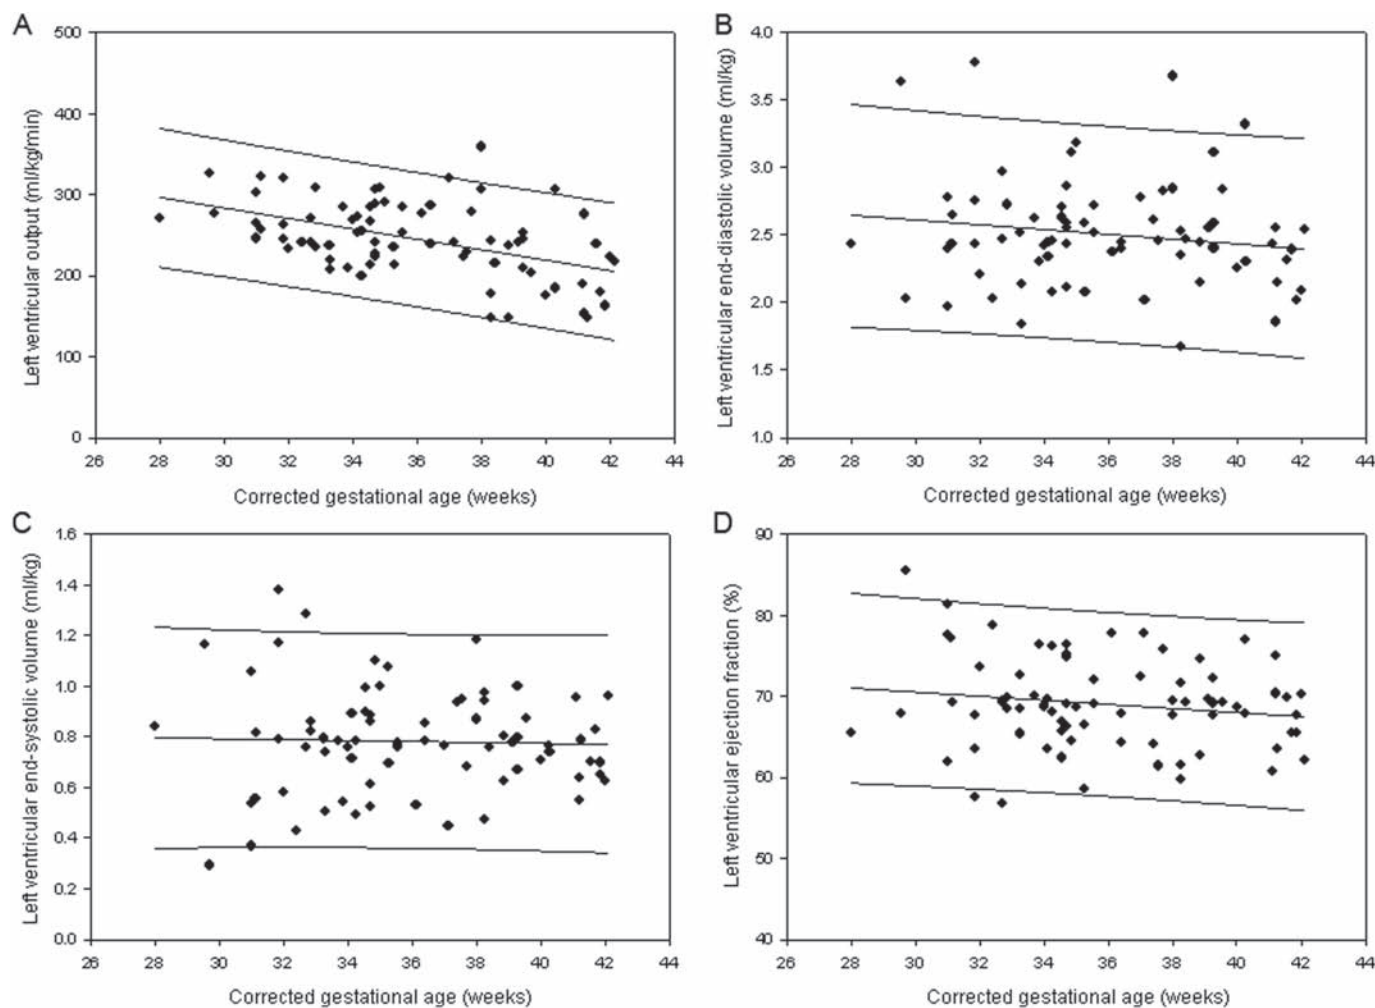 A
Left ventricular output (ml/kg/min)
500
400
300
200
100
0
26 28 30 32 34 36 38 40 42 44
Corrected gestational age (weeks)
B
Left ventricular end-diastolic volume (ml/kg)
4.0
3.5
3.0
2.5
2.0
1.5
1.0
26 28 30 32 34 36 38 40 42 44
Corrected gestational age (weeks)
C
Left ventricular end-systolic volume (ml/kg)
1.6
1.4
1.2
1.0
0.8
0.6
0.4
0.2
0.0
26 28 30 32 34 36 38 40 42 44
Corrected gestational age (weeks)
D
Left ventricular ejection fraction (%)
90
80
70
60
50
40
26 28 30 32 34 36 38 40 42 44
Corrected gestational age (weeks)